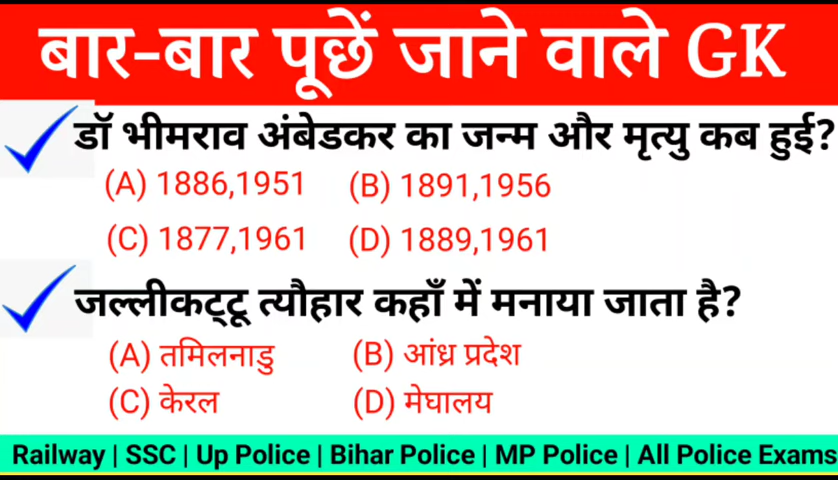 बार-बार पूछें जाने वाले GK
डॉ भीमराव अंबेडकर का जन्म और मृत्यु कब हुई?
(A) 1886,1951 (B) 1891,1956
(C) 1877,1961 (D) 1889,1961
जल्लीकट्टू त्यौहार कहाँ में मनाया जाता है?
(A) तमिलनाडु (B) आंध्र प्रदेश
(C) केरल (D) मेघालय
Railway | SSC | Up Police | Bihar Police | MP Police | All Police Exams